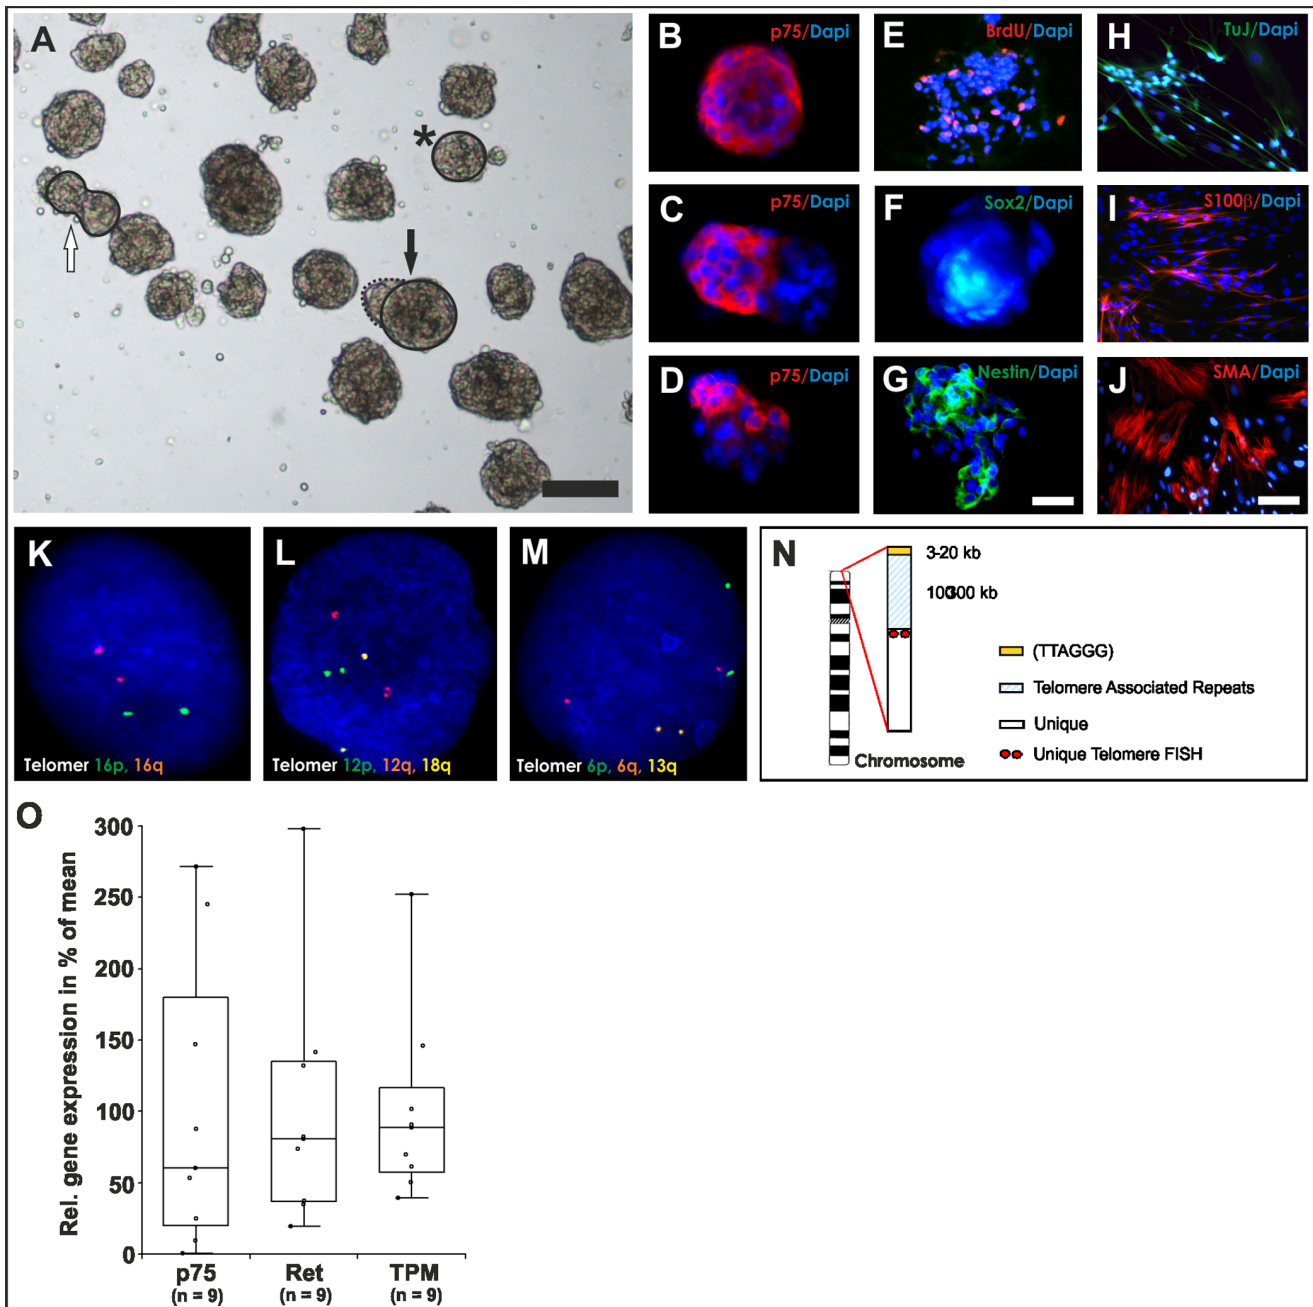 A
*
B
p75/Dapi
E
BrdU/Dapi
H
TuJ/Dapi
C
p75/Dapi
F
Sox2/Dapi
I
S100β/Dapi
D
p75/Dapi
G
Nestin/Dapi
J
SMA/Dapi
K
Telomer 16p, 16q
L
Telomer 12p, 12q, 18q
M
Telomer 6p, 6q, 13q
N
3-20 kb
kb
(TTAGGG)
Telomere Associated Repeats
Unique
Unique Telomere FISH
Chromosome
O
Rel. gene expression in % of mean
300
250
200
150
100
50
0
p75 Ret TPM
(n = 9) (n = 9) (n = 9)